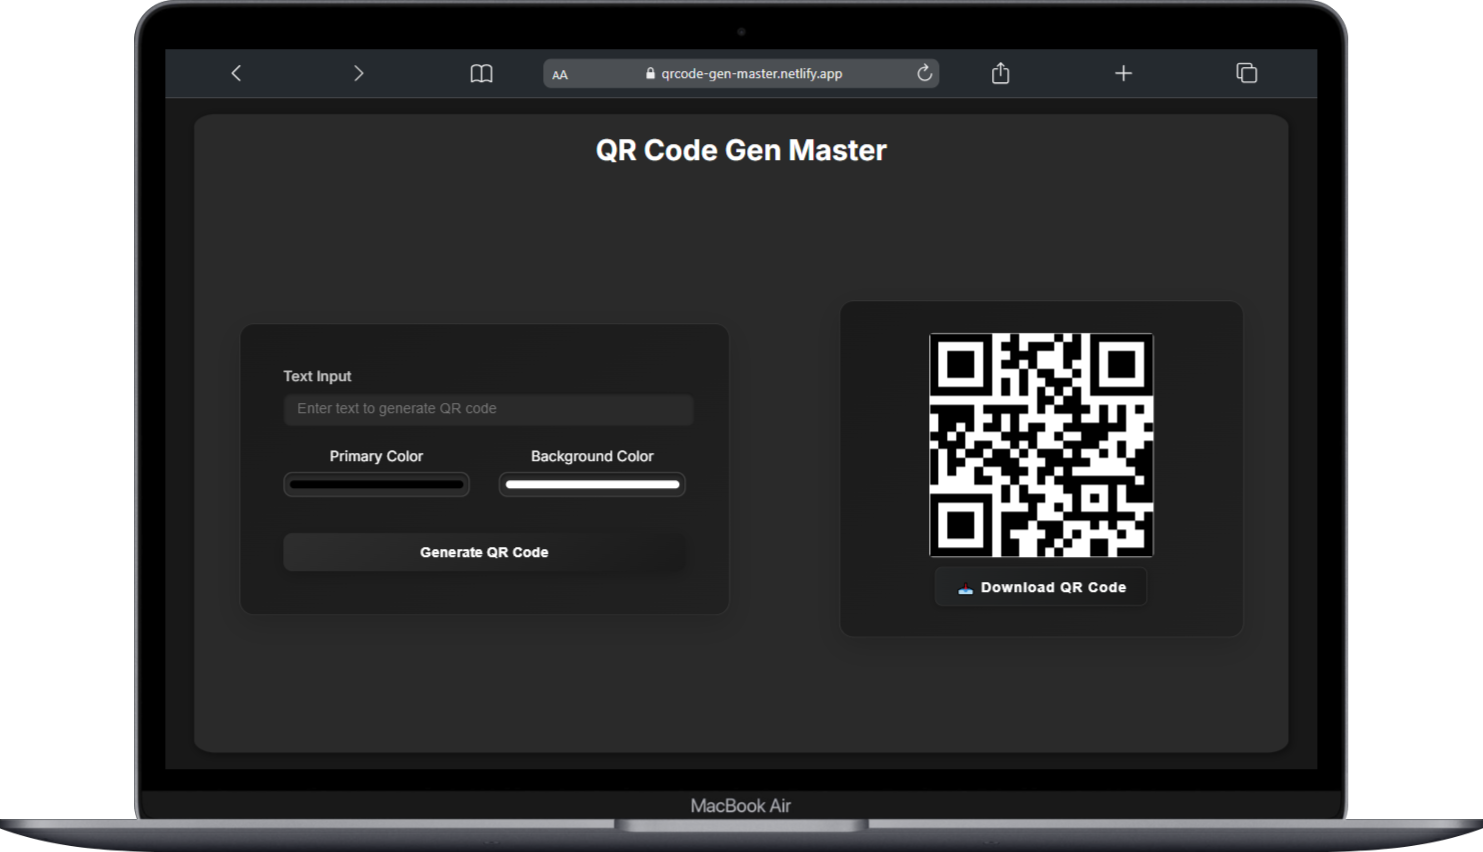 AA
qrcode-gen-master.netlify.app
QR Code Gen Master
Text Input
Enter text to generate QR code
Primary Color
Background Color
Generate QR Code
Download QR Code
MacBook Air